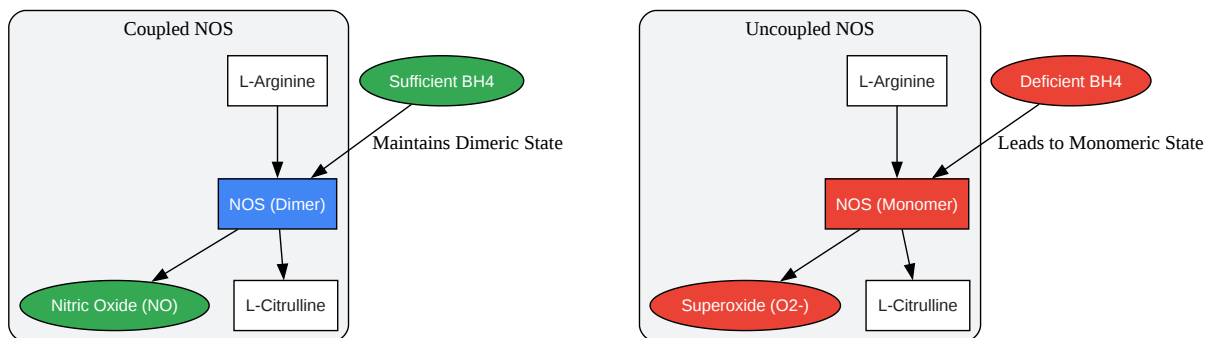 Coupled NOS
L-Arginine
Sufficient BH4
Maintains Dimeric State
NOS (Dimer)
Nitric Oxide (NO)
L-Citrulline
Uncoupled NOS
L-Arginine
Deficient BH4
Leads to Monomeric State
NOS (Monomer)
Superoxide (O2-)
L-Citrulline